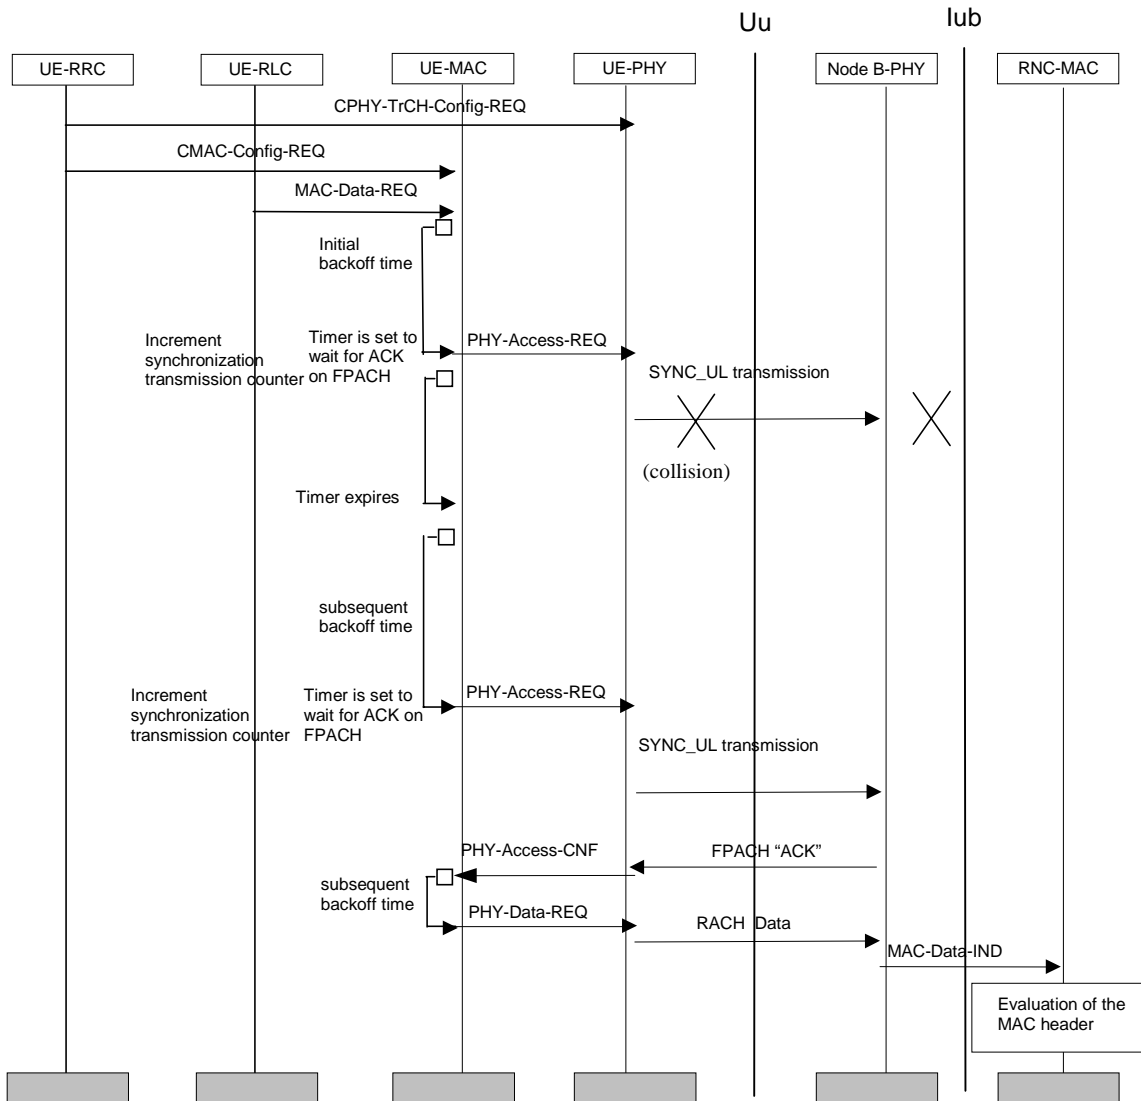 Uu
Iub
UE-RRC
UE-RLC
UE-MAC
UE-PHY
Node B-PHY
RNC-MAC
CPHY-TrCH-Config-REQ
CMAC-Config-REQ
MAC-Data-REQ
Initial
backoff time
Increment
synchronization
transmission counter
Timer is set to
wait for ACK
on FPACH
PHY-Access-REQ
SYNC_UL transmission
(collision)
Timer expires
subsequent
backoff time
Increment
synchronization
transmission counter
Timer is set to
wait for ACK on
FPACH
PHY-Access-REQ
SYNC_UL transmission
PHY-Access-CNF
FPACH “ACK”
subsequent
backoff time
PHY-Data-REQ
RACH Data
MAC-Data-IND
Evaluation of the
MAC header